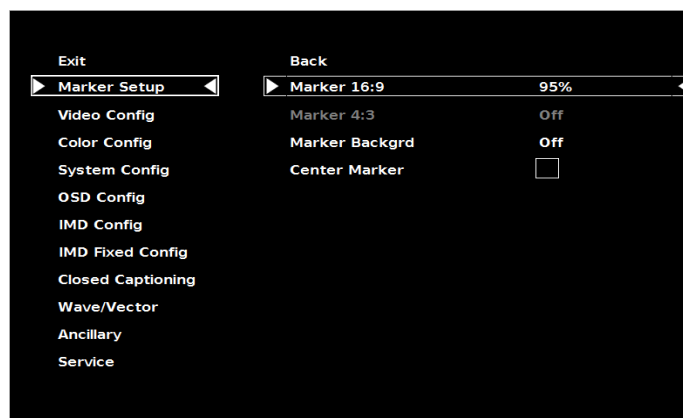 Exit Back
Marker Setup Marker 16:9 95%
Video Config Marker 4:3 Off
Color Config Marker Backgrd Off
System Config Center Marker
OSD Config
IMD Config
IMD Fixed Config
Closed Captioning
Wave/Vector
Ancillary
Service